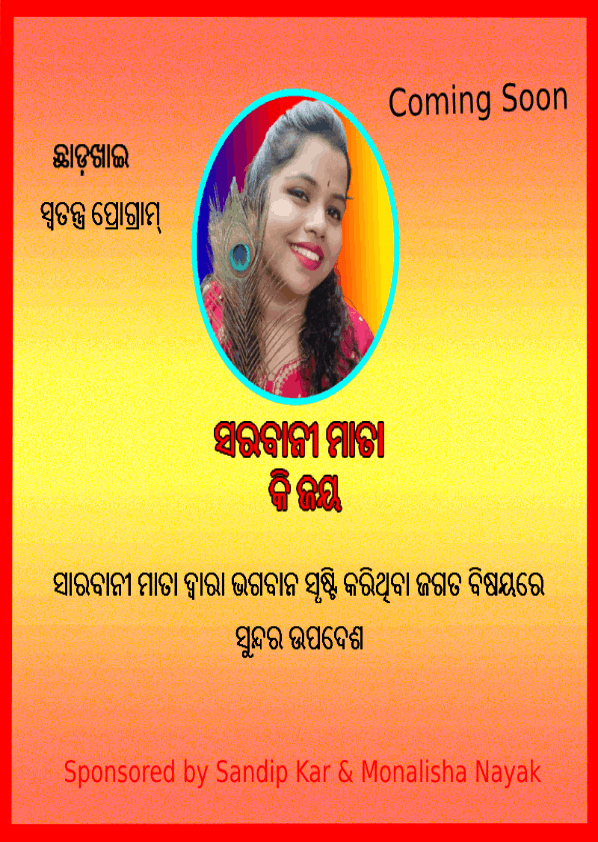 Coming Soon
ଛାଡ଼ଖାଇ
ସ୍ୱତନ୍ତ୍ର ପ୍ରୋଗ୍ରାମ୍
ସରବାନୀ ମାତା
କି ଜୟ
ସାରବାନୀ ମାତା ଦ୍ୱାରା ଭଗବାନ ସୃଷ୍ଟି କରିଥିବା ଜଗତ ବିଷୟରେ
ସୁନ୍ଦର ଉପଦେଶ
Sponsored by Sandip Kar & Monalisha Nayak